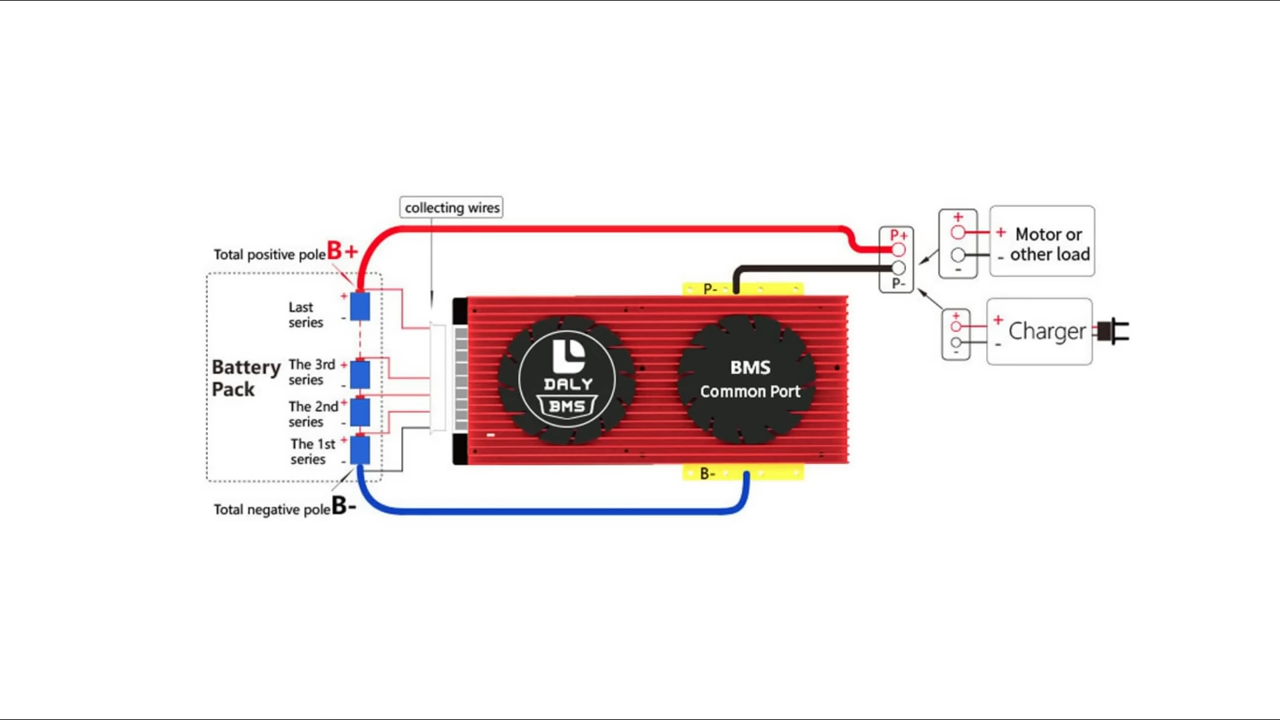 collecting wires
Total positive pole B+
Last
series
+
-
Battery
Pack
The 3rd
series
+
-
The 2nd
series
+
-
The 1st
series
+
-
Total negative pole B-
DALY
BMS
BMS
Common Port
P-
B-
P+
P-
+
-
+
-
Motor or
other load
+
-
+
-
Charger